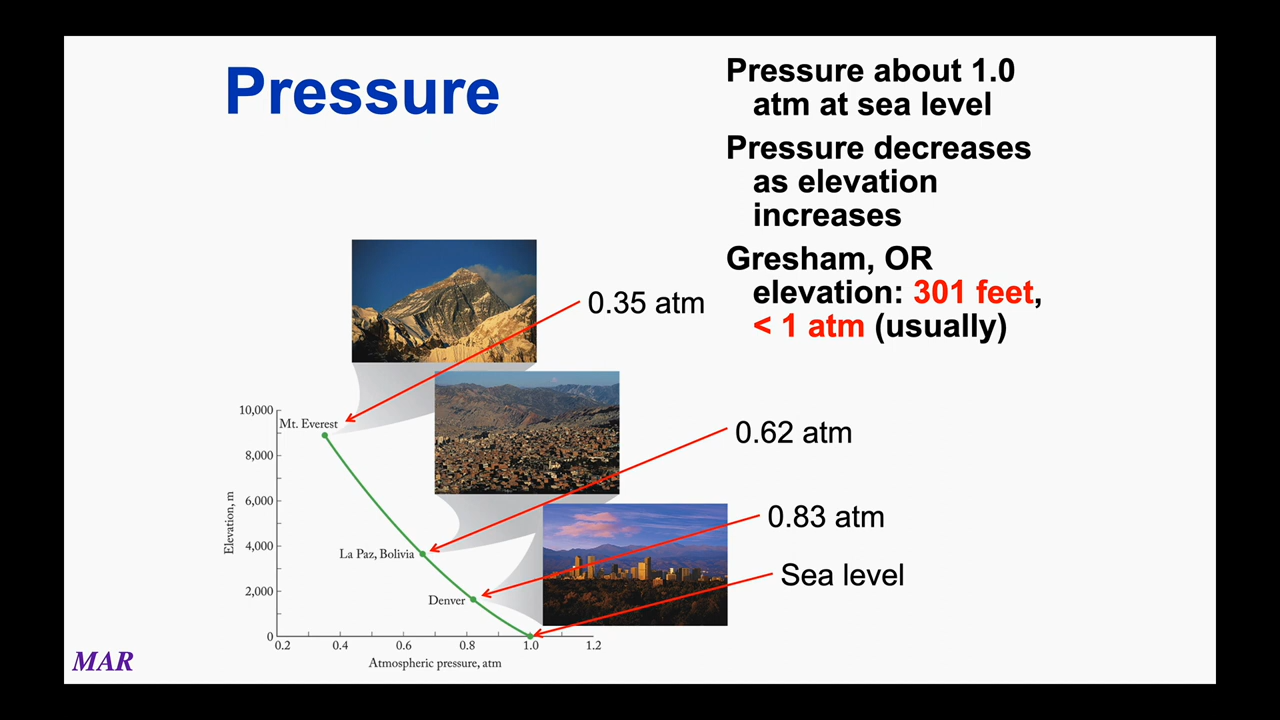 Pressure
Pressure about 1.0
atm at sea level
Pressure decreases
as elevation
increases
Gresham, OR
elevation: 301 feet,
< 1 atm (usually)
0.35 atm
0.62 atm
0.83 atm
Sea level
10,000
Mt. Everest
8,000
6,000
Elevation, m
4,000
La Paz, Bolivia
2,000
Denver
0
0.2 0.4 0.6 0.8 1.0 1.2
Atmospheric pressure, atm
MAR